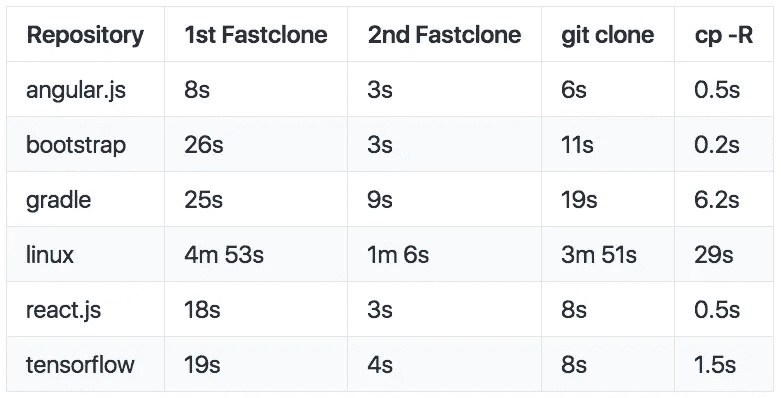 Repository 1st Fastclone 2nd Fastclone git clone cp -R
angular.js 8s 3s 6s 0.5s
bootstrap 26s 3s 11s 0.2s
gradle 25s 9s 19s 6.2s
linux 4m 53s 1m 6s 3m 51s 29s
react.js 18s 3s 8s 0.5s
tensorflow 19s 4s 8s 1.5s